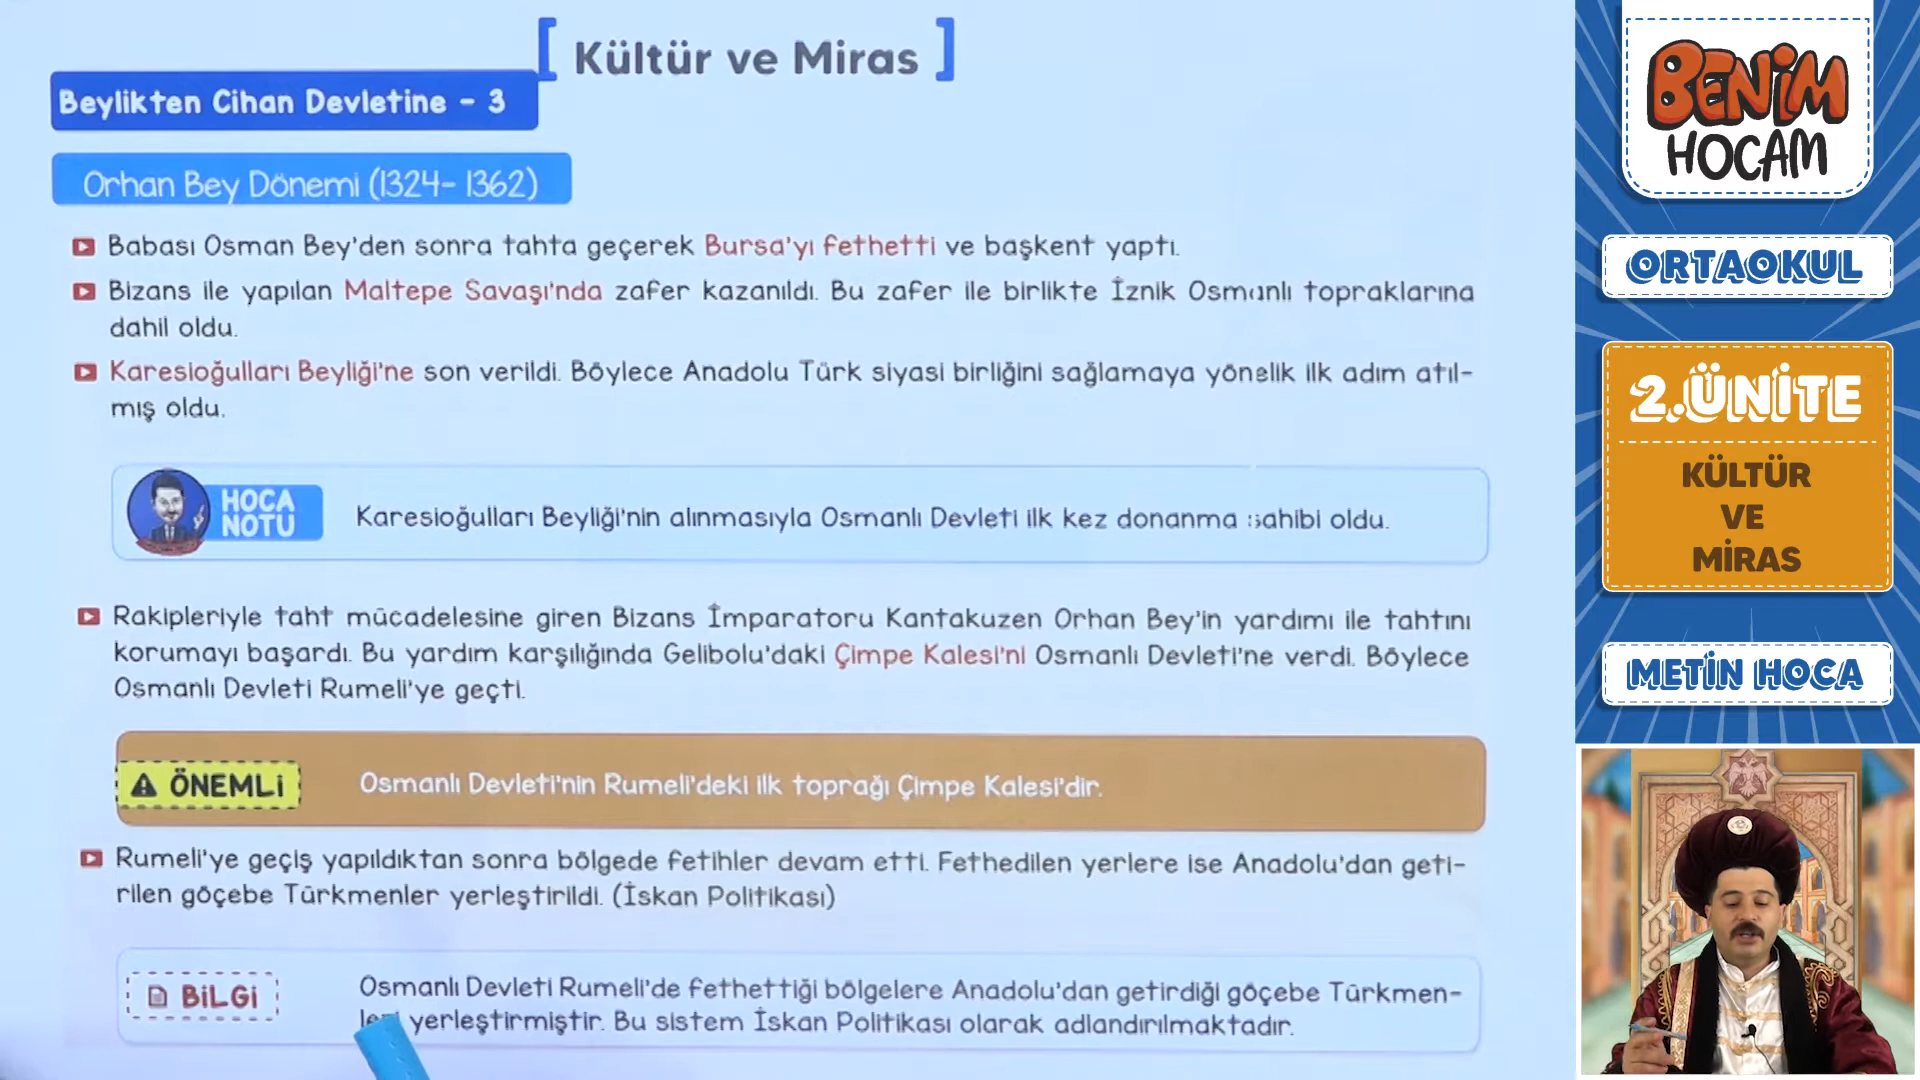 [ Kültür ve Miras ]
Beylikten Cihan Devletine - 3
Orhan Bey Dönemi (1324- 1362)
Babası Osman Bey'den sonra tahta geçerek Bursa'yı fethetti ve başkent yaptı.
Bizans ile yapılan Maltepe Savaşı'nda zafer kazanıldı. Bu zafer ile birlikte İznik Osmanlı topraklarına
dahil oldu.
Karesioğulları Beyliği'ne son verildi. Böylece Anadolu Türk siyasi birliğini sağlamaya yönelik ilk adım atıl-
mış oldu.
HOCA
NOTU
Karesioğulları Beyliği'nin alınmasıyla Osmanlı Devleti ilk kez donanma sahibi oldu.
Rakipleriyle taht mücadelesine giren Bizans İmparatoru Kantakuzen Orhan Bey'in yardımı ile tahtını
korumayı başardı. Bu yardım karşılığında Gelibolu'daki Çimpe Kalesi'ni Osmanlı Devleti'ne verdi. Böylece
Osmanlı Devleti Rumeli'ye geçti.
ÖNEMLİ
Osmanlı Devleti'nin Rumeli'deki ilk toprağı Çimpe Kalesi'dir.
Rumeli'ye geçiş yapıldıktan sonra bölgede fetihler devam etti. Fethedilen yerlere ise Anadolu'dan geti-
rilen göçebe Türkmenler yerleştirildi. (İskan Politikası)
BİLGİ
Osmanlı Devleti Rumeli'de fethettiği bölgelere Anadolu'dan getirdiği göçebe Türkmen-
leri yerleştirmiştir. Bu sistem İskan Politikası olarak adlandırılmaktadır.
BENİM
HOCAM
ORTAOKUL
2.ÜNİTE
KÜLTÜR
VE
MİRAS
METİN HOCA